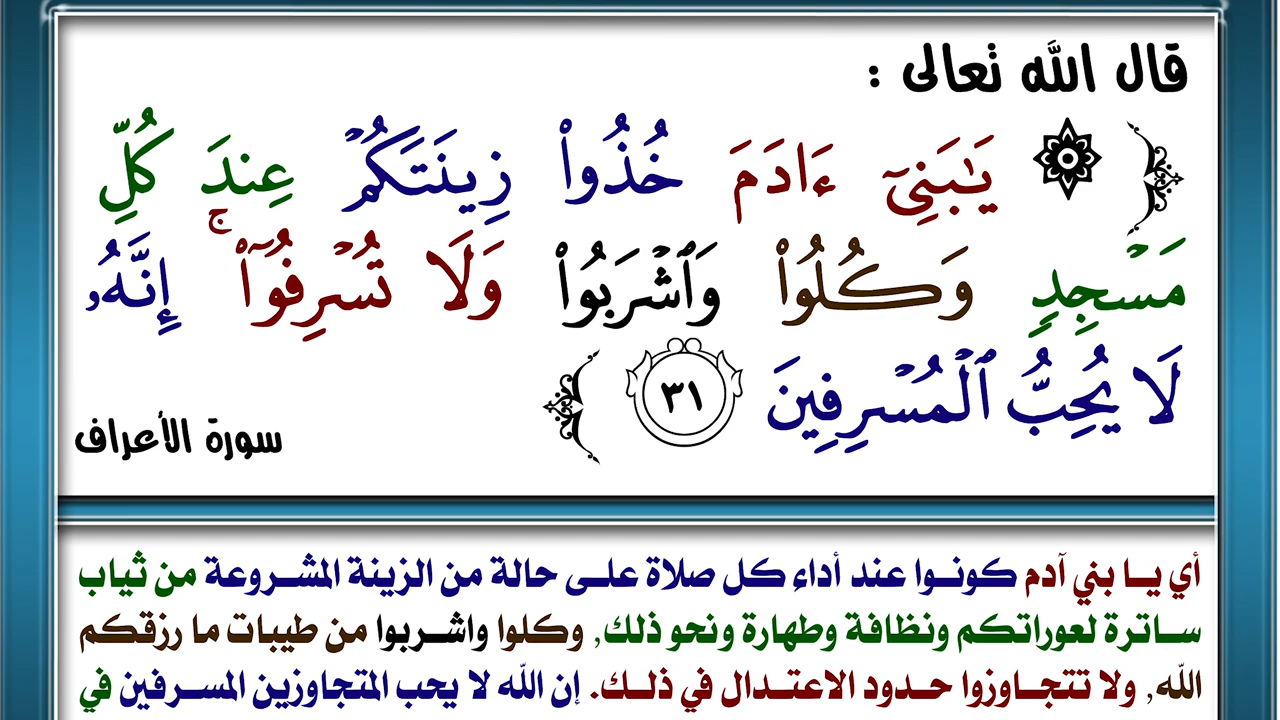 قال الله تعالى :
۞ يَـٰبَنِىٓ ءَادَمَ خُذُوا۟ زِينَتَكُمْ عِندَ كُلِّ
مَسْجِدٍ وَكُلُوا۟ وَٱشْرَبُوا۟ وَلَا تُسْرِفُوٓا۟ ۚ إِنَّهُۥ
لَا يُحِبُّ ٱلْمُسْرِفِينَ ٣١
سورة الأعراف
أي يا بني آدم كونوا عند أداء كل صلاة على حالة من الزينة المشروعة من ثياب
ساترة لعوراتكم ونظافة وطهارة ونحو ذلك, وكلوا واشربوا من طيبات ما رزقكم
الله, ولا تتجاوزوا حدود الاعتدال في ذلك. إن الله لا يحب المتجاوزين المسرفين في